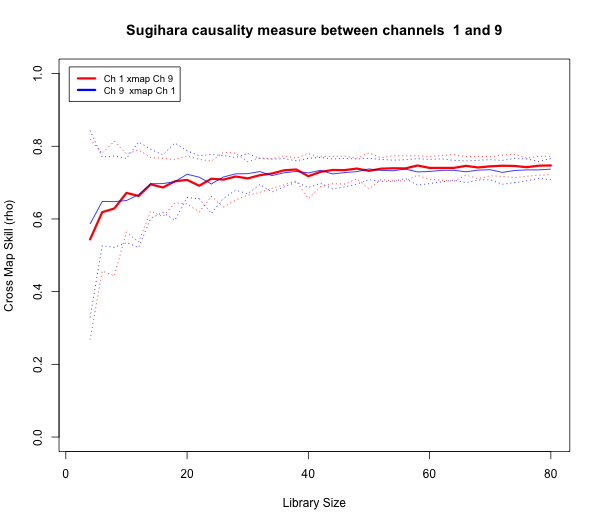 Sugihara causality measure between channels  1 and 9
Ch 1 xmap Ch 9
Ch 9  xmap Ch 1
Cross Map Skill (rho)
1.0
0.8
0.6
0.4
0.2
0.0
0 20 40 60 80
Library Size